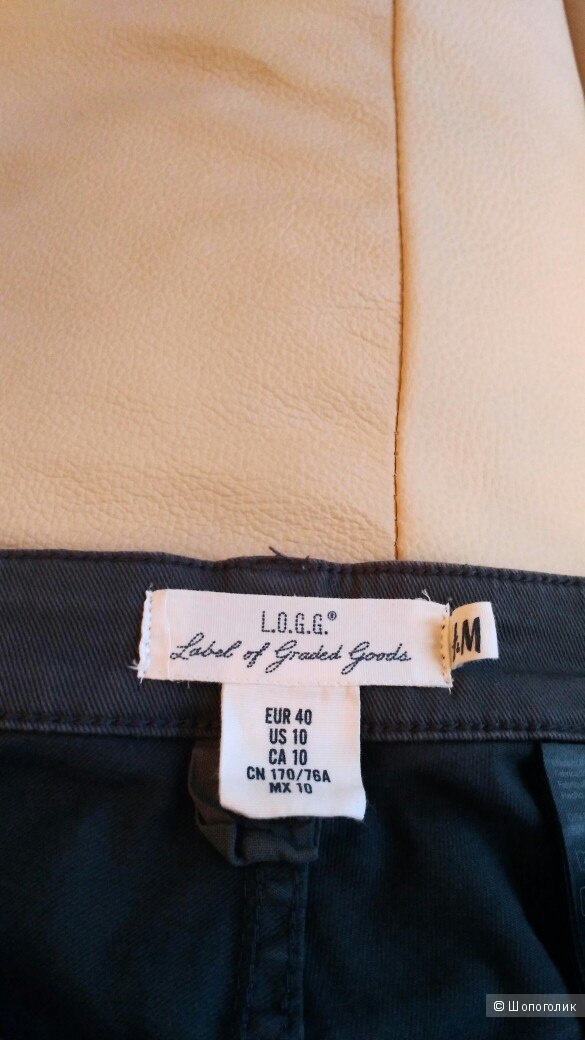 L.O.G.G.®
Label of Graded Goods
&M
EUR 40
US 10
CA 10
CN 170/76A
MX 10
© Шопоголик